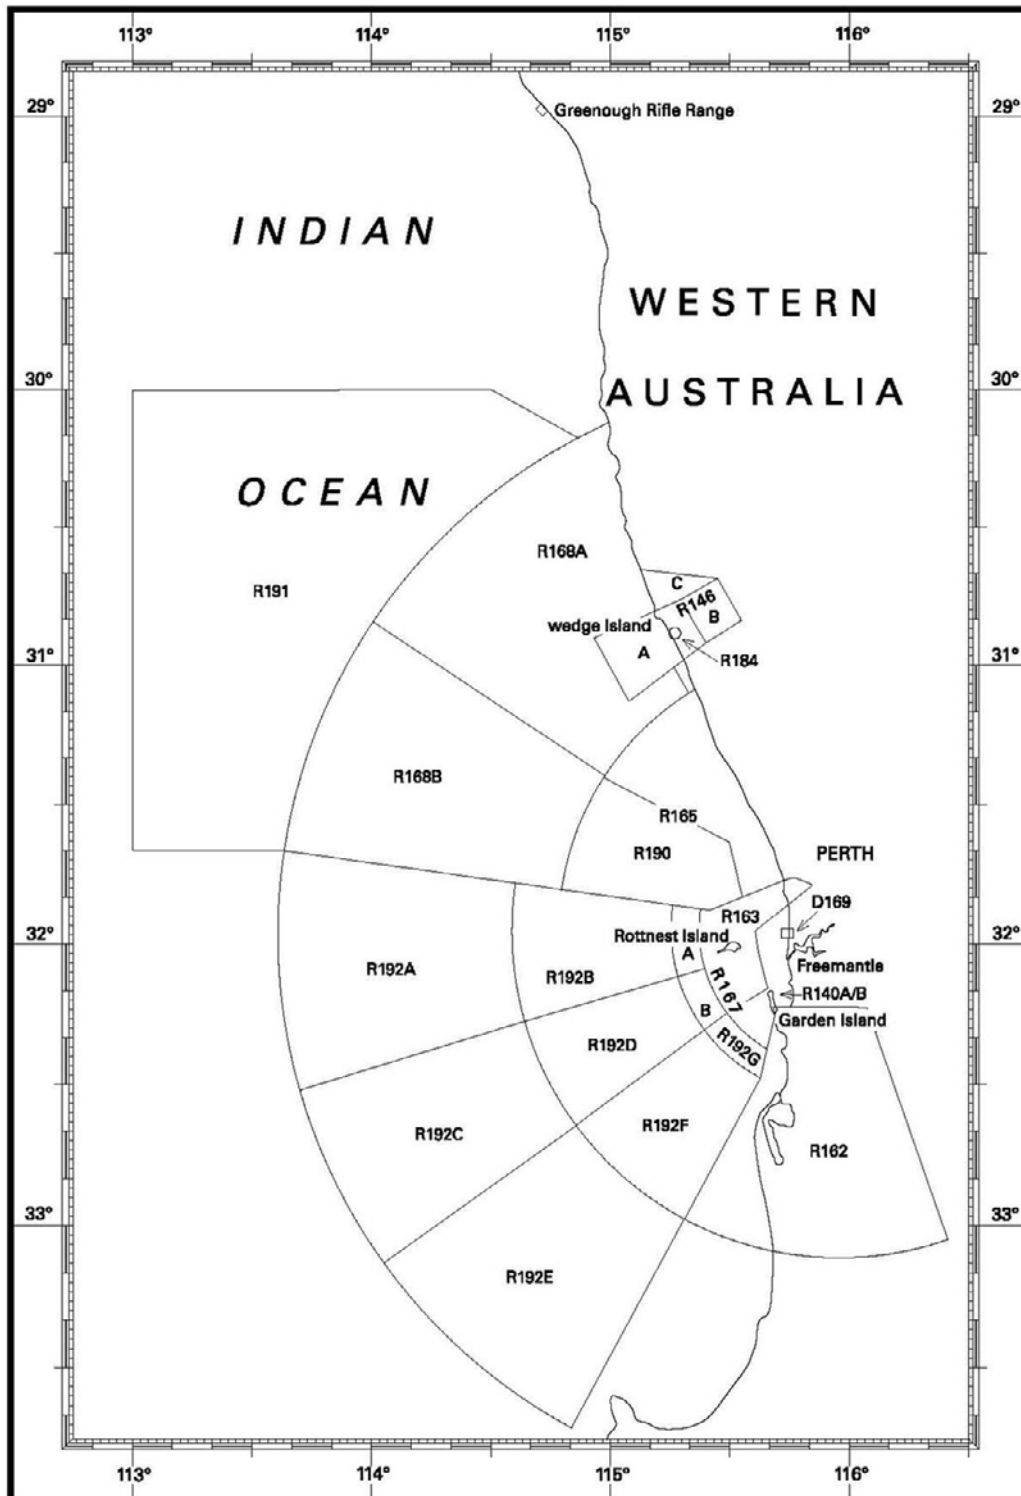 113° 114° 115° 116°
29° 29°
Greenough Rifle Range
INDIAN
WESTERN
30° 30°
AUSTRALIA
OCEAN
R168A
R191
C
R146
B
wedge Island
A
31° 31°
R184
R168B
R165
R190
PERTH
D169
R163
Rottnest Island
32° 32°
A
R192A
R192B
Freemantle
R167
R140A/B
B
Garden Island
R192D
R192G
R192F
R192C
R162
33° 33°
R192E
113° 114° 115° 116°